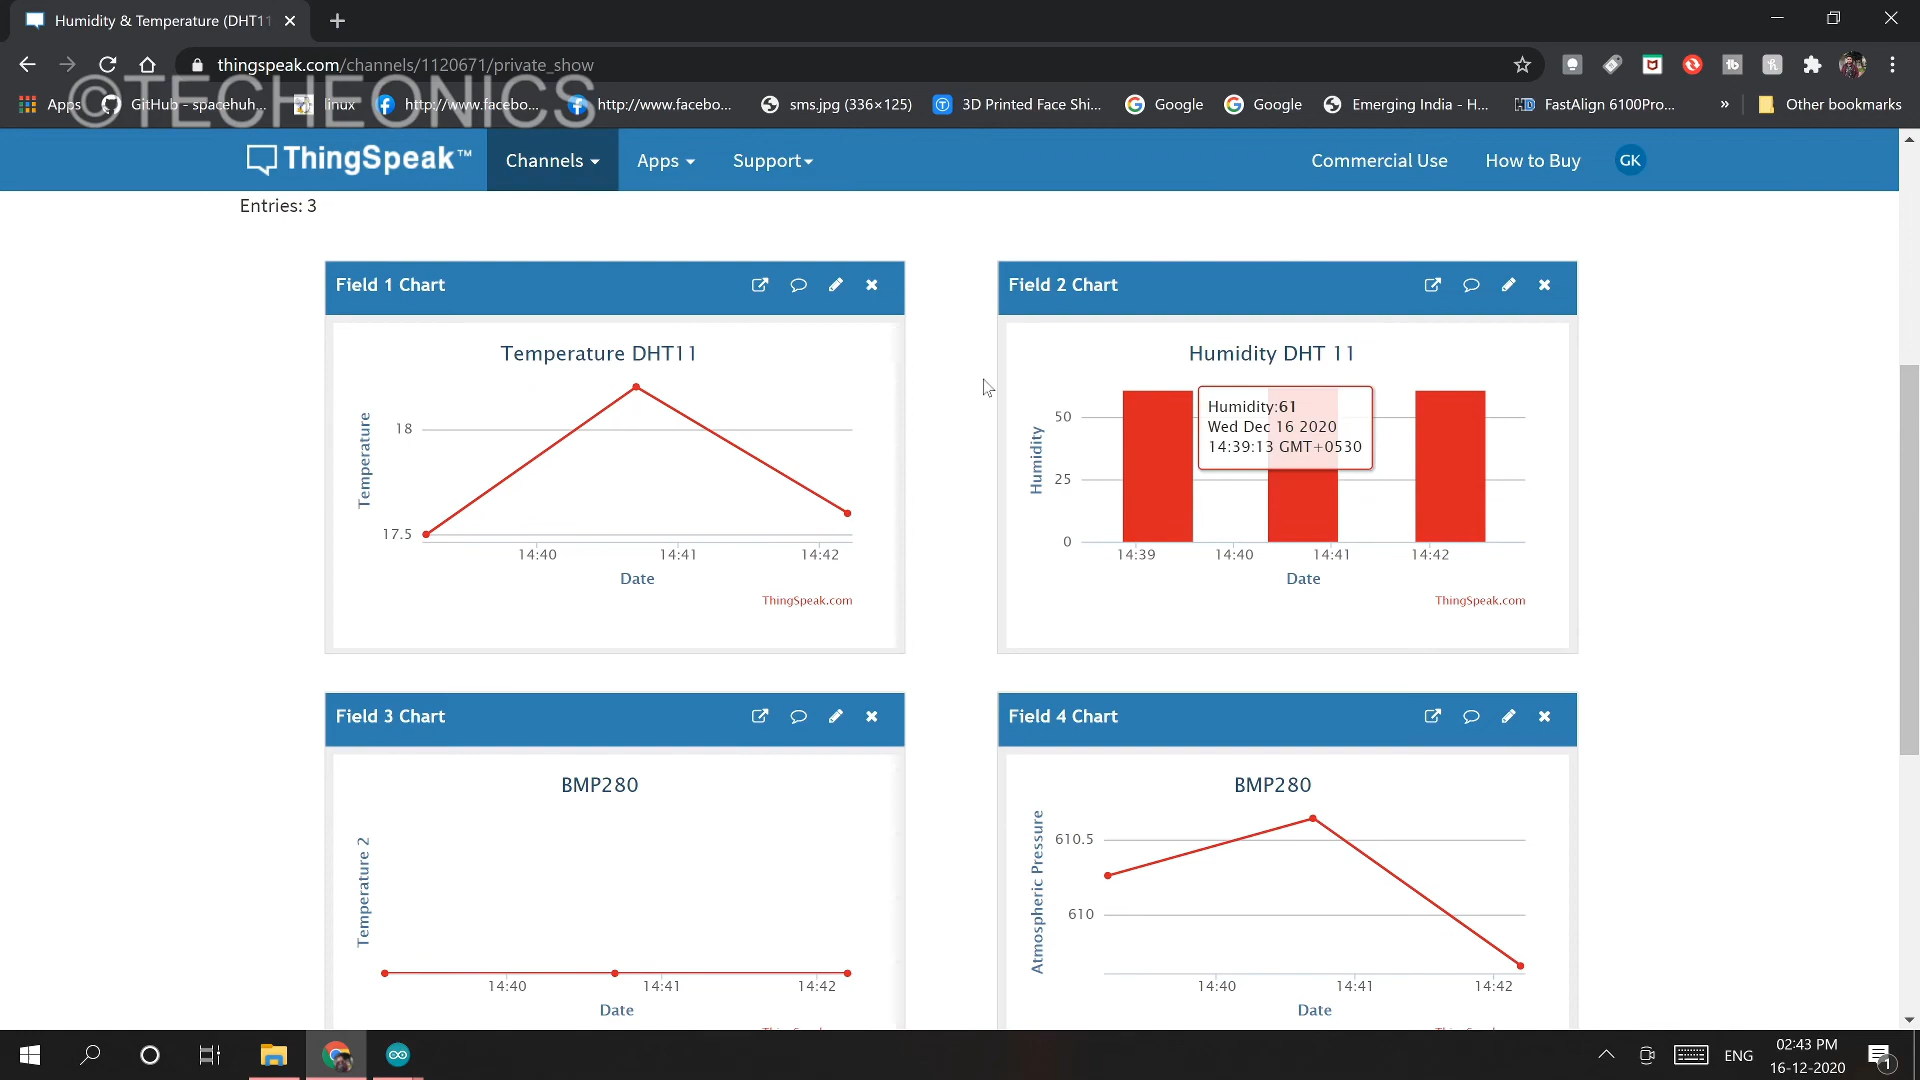 Humidity & Temperature (DHT11
thingspeak.com/channels/1120671/private_show
©TECHEONICS
Apps
GitHub - spacehuh...
linux
http://www.facebo...
http://www.facebo...
sms.jpg (336×125)
3D Printed Face Shi...
Google
Google
Emerging India - H...
FastAlign 6100Pro...
»
Other bookmarks
ThingSpeak™
Channels
Apps
Support
Commercial Use
How to Buy
GK
Entries: 3
Field 1 Chart
Temperature DHT11
Temperature
18
17.5
14:40
14:41
14:42
Date
ThingSpeak.com
Field 2 Chart
Humidity DHT 11
Humidity
50
25
0
Humidity:61
Wed Dec 16 2020
14:39:13 GMT+0530
14:39
14:40
14:41
14:42
Date
ThingSpeak.com
Field 3 Chart
BMP280
Temperature 2
14:40
14:41
14:42
Date
Field 4 Chart
BMP280
Atmospheric Pressure
610.5
610
14:40
14:41
14:42
Date
ENG
02:43 PM
16-12-2020
1